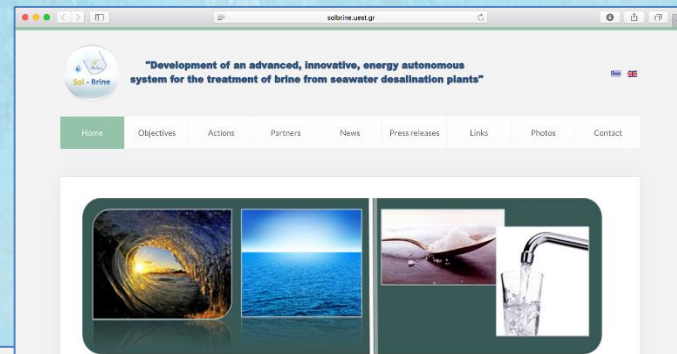 solbrine.uest.gr
Sol - Brine
"Development of an advanced, innovative, energy autonomous
system for the treatment of brine from seawater desalination plants"
Home Objectives Actions Partners News Press releases Links Photos Contact